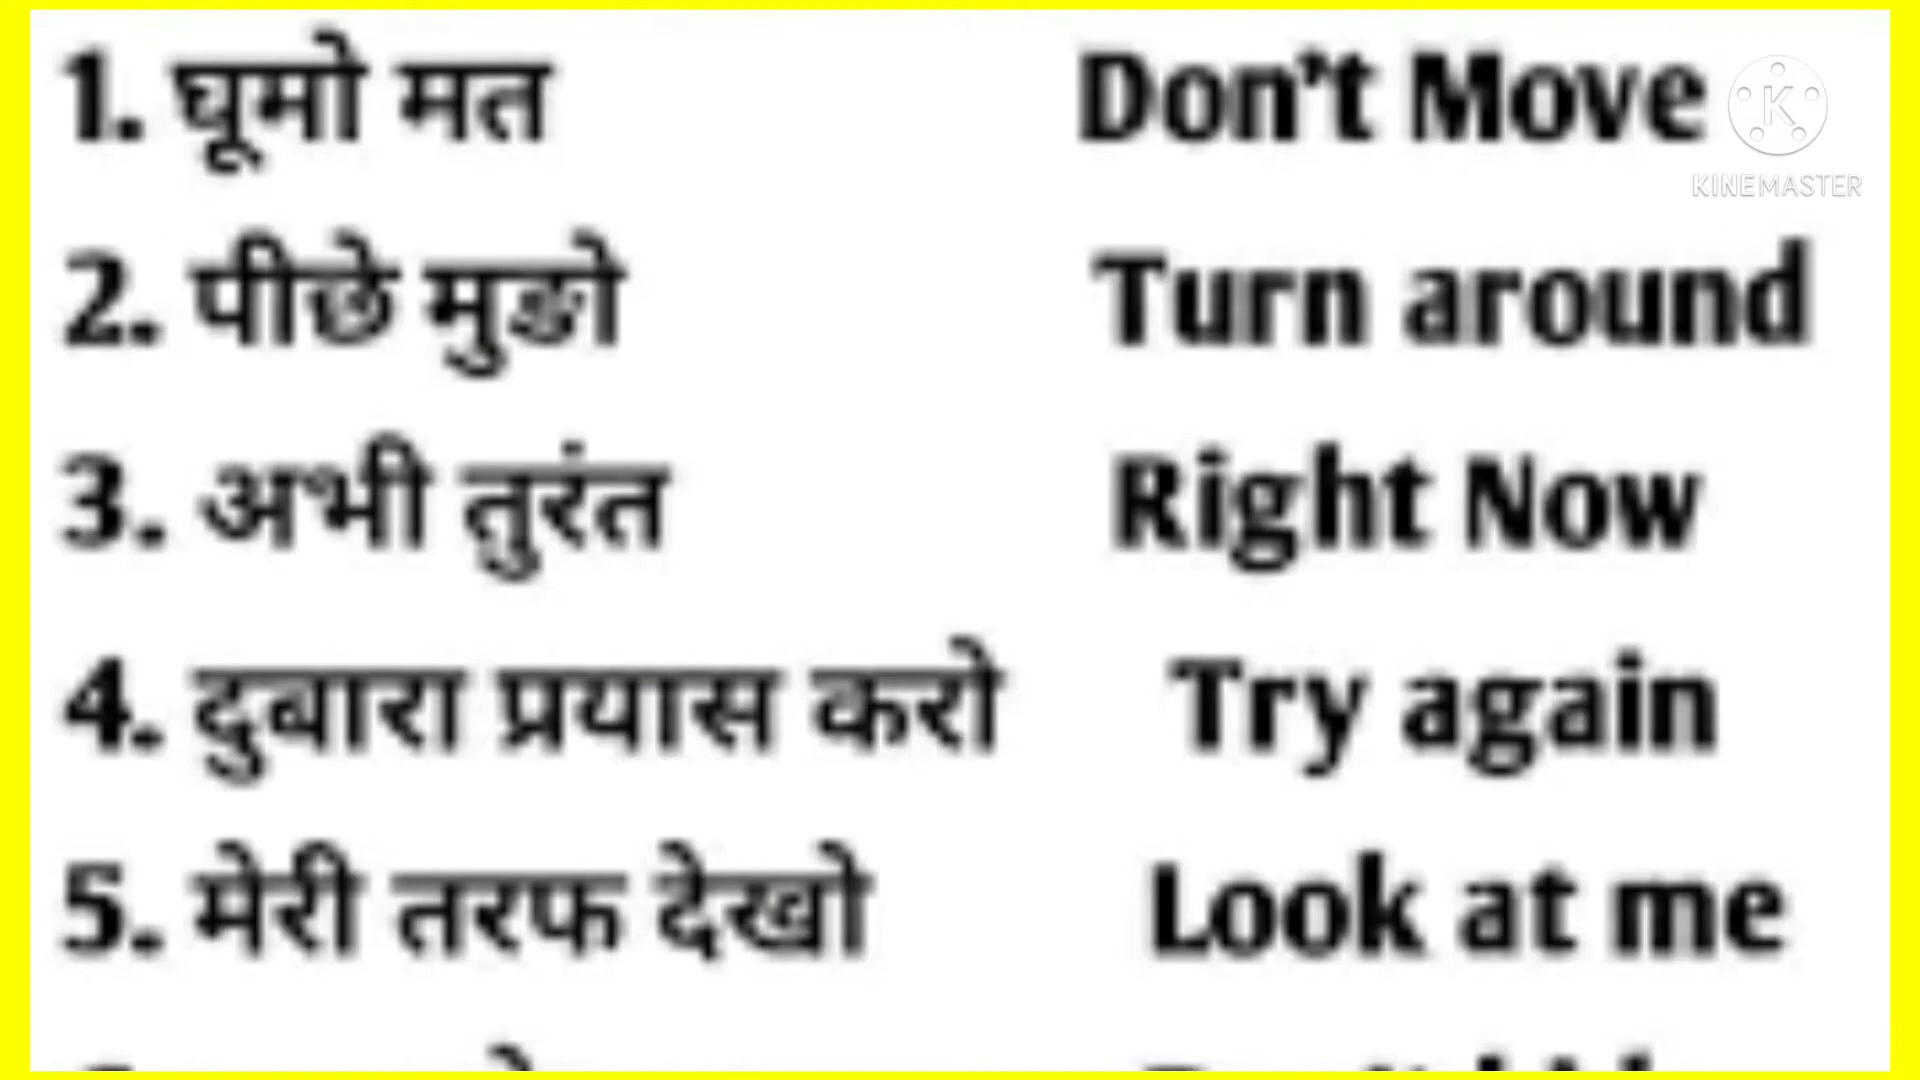 1. घूमो मत Don't Move
2. पीछे मुङो Turn around
3. अभी तुरंत Right Now
4. दुबारा प्रयास करो Try again
5. मेरी तरफ देखो Look at me
K
KINEMASTER